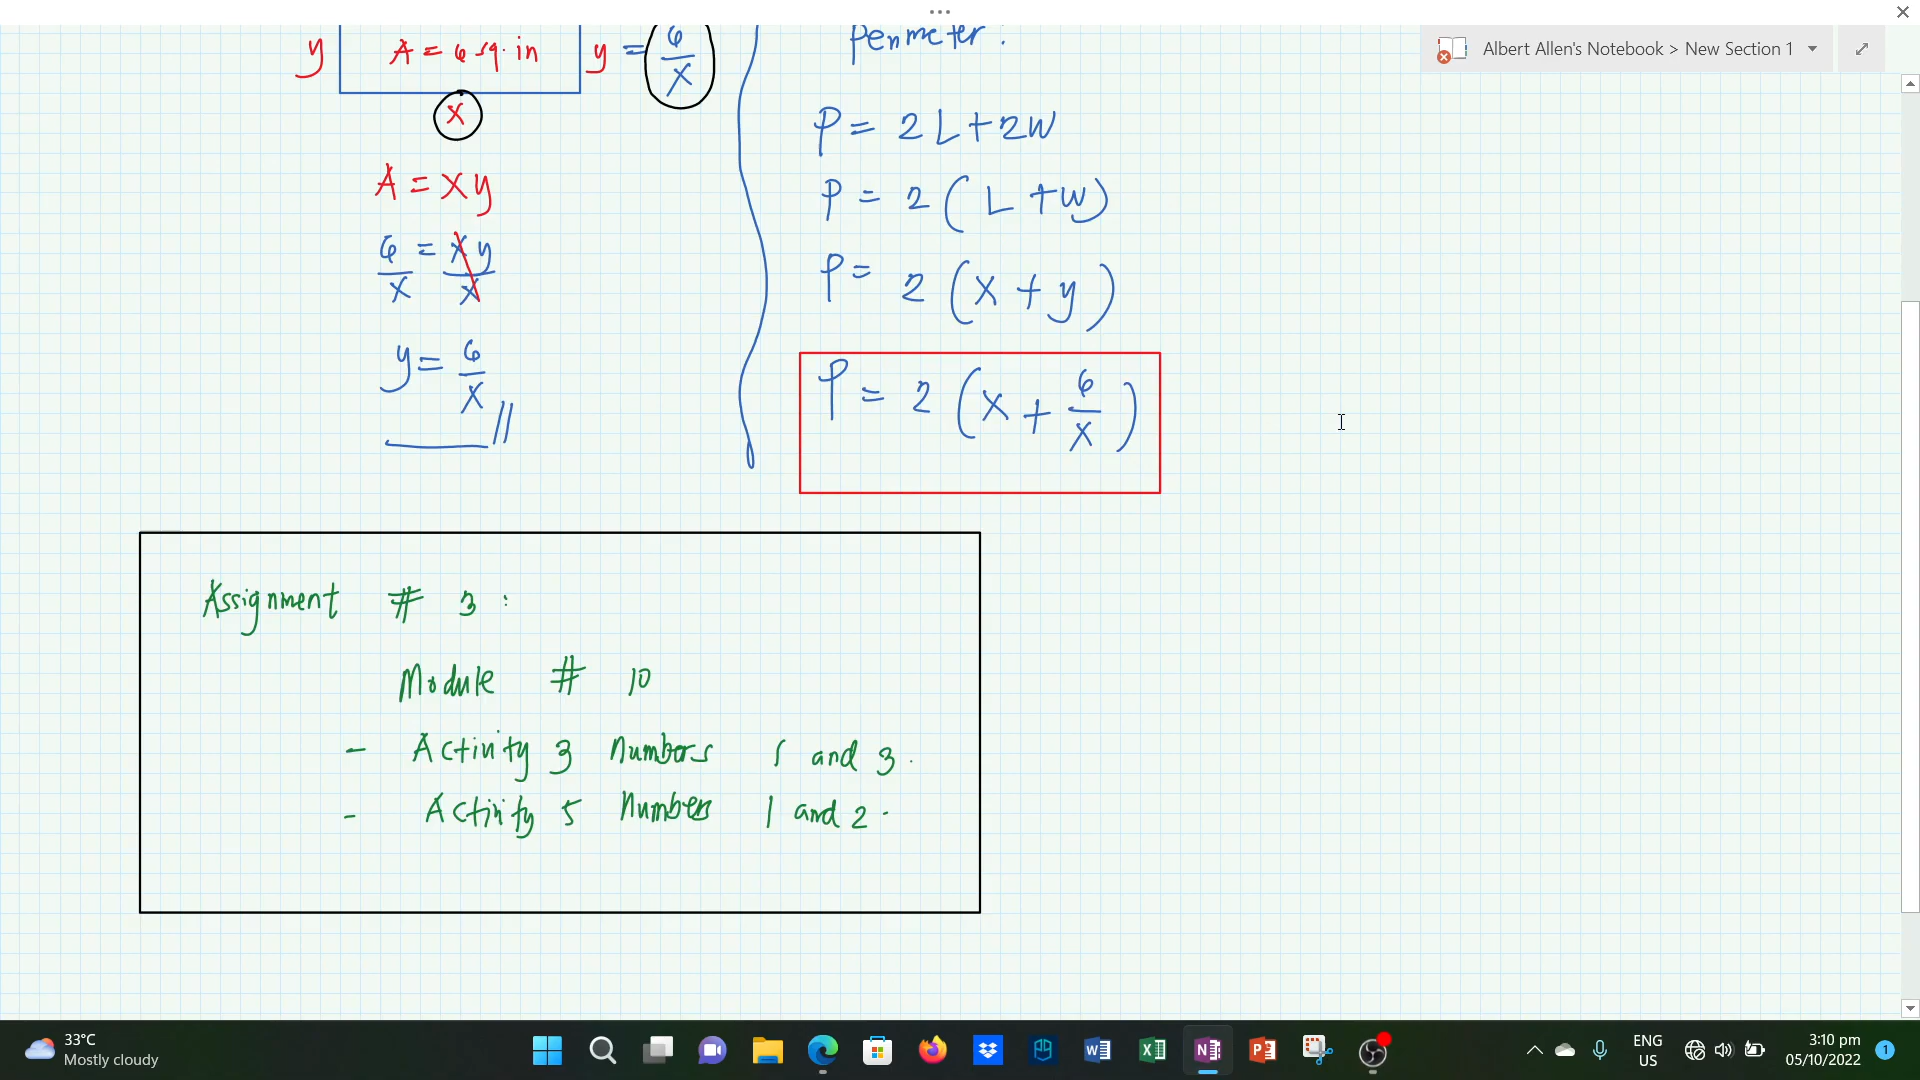 Albert Allen's Notebook > New Section 1
y
A = 6 sq. in
y = 6/x
x
A = xy
6/x = xy/x
y = 6/x
Perimeter :
P = 2L + 2W
P = 2 (L + W)
P = 2 (x + y)
P = 2 (x + 6/x)
Assignment # 3 :
Module # 10
- Activity 3 Numbers and 3.
- Activity 5 Numbers 1 and 2.
33°C
Mostly cloudy
ENG
US
3:10 pm
05/10/2022
1